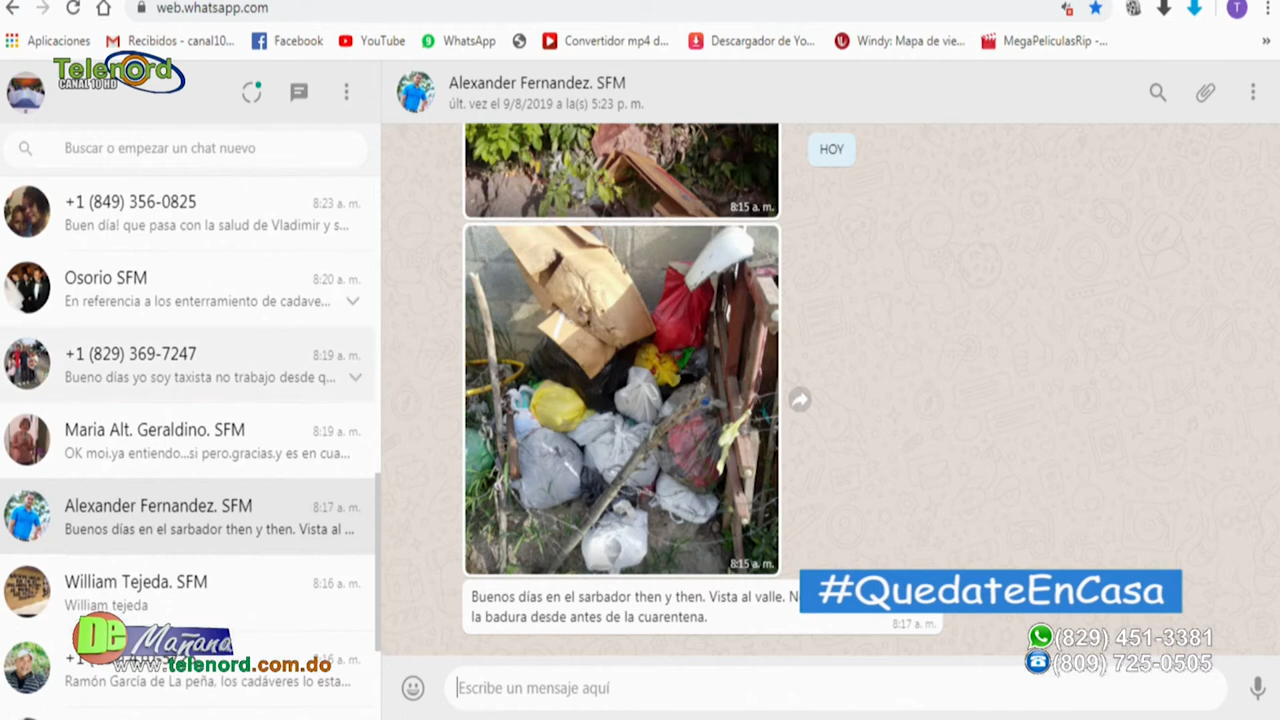 web.whatsapp.com
T
Aplicaciones
Recibidos - canal10...
Facebook
YouTube
WhatsApp
Convertidor mp4 d...
Descargador de Yo...
Windy: Mapa de vie...
MegaPeliculasRip -...
»
Telenord
CANAL 10 HD
Alexander Fernandez. SFM
últ. vez el 9/8/2019 a la(s) 5:23 p. m.
Buscar o empezar un chat nuevo
HOY
+1 (849) 356-0825
8:23 a. m.
Buen día! que pasa con la salud de Vladimir y s...
Osorio SFM
8:20 a. m.
En referencia a los enterramiento de cadave...
+1 (829) 369-7247
8:19 a. m.
Bueno días yo soy taxista no trabajo desde q...
Maria Alt. Geraldino. SFM
8:19 a. m.
OK moi.ya entiendo...si pero.gracias.y es en cua...
Alexander Fernandez. SFM
8:17 a. m.
Buenos días en el sarbador then y then. Vista al ...
William Tejeda. SFM
8:16 a. m.
William tejeda
Ramón García de La peña, los cadáveres lo esta...
De Mañana
www.telenord.com.do
8:15 a. m.
8:15 a. m.
Buenos días en el sarbador then y then. Vista al valle.
la badura desde antes de la cuarentena.
8:17 a. m.
#QuedateEnCasa
(829) 451-3381
(809) 725-0505
Escribe un mensaje aquí